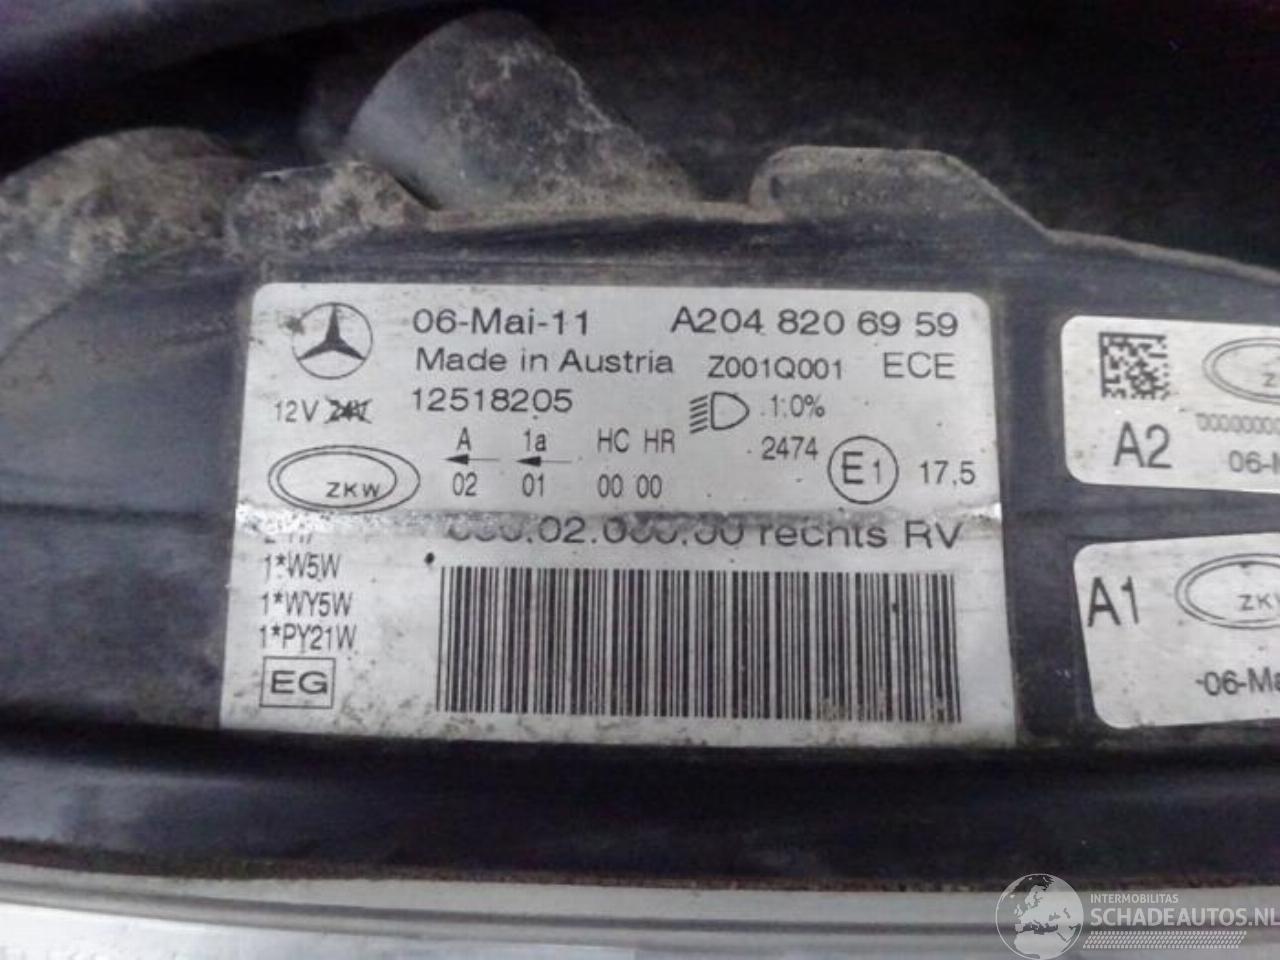 06-Mai-11 A204 820 69 59
Made in Austria Z001Q001 ECE
12V 24V 12518205 1.0%
A 1a HC HR 2474 E1 17.5
ZKW 02 01 00 00
rechts RV
1*W5W
1*WY5W
1*PY21W
EG
A2
A1
ZKW
INTERMOBILITAS
SCHADEAUTOS.NL